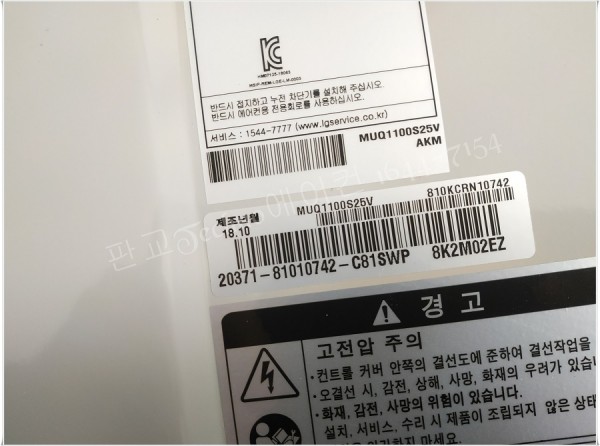 반드시 접지하고 누전 차단기를 설치해 주십시오.
반드시 에어컨용 전용회로를 사용하십시오.
서비스 : 1544-7777 (www.lgservice.co.kr)
MUQ1100S25V
AKM
제조년월
18.10
MUQ1100S25V
810KCRN10742
20371-81010742-C81SWP
8K2M02EZ
경 고
고전압 주의
·컨트롤 커버 안쪽의 결선도에 준하여 결선작업을
·오결선 시, 감전, 상해, 사망, 화재의 우려가 있습니
·화재, 감전, 사망의 위험이 있습니다.
설치, 서비스, 수리 시 제품이 조립되지 않은 상태